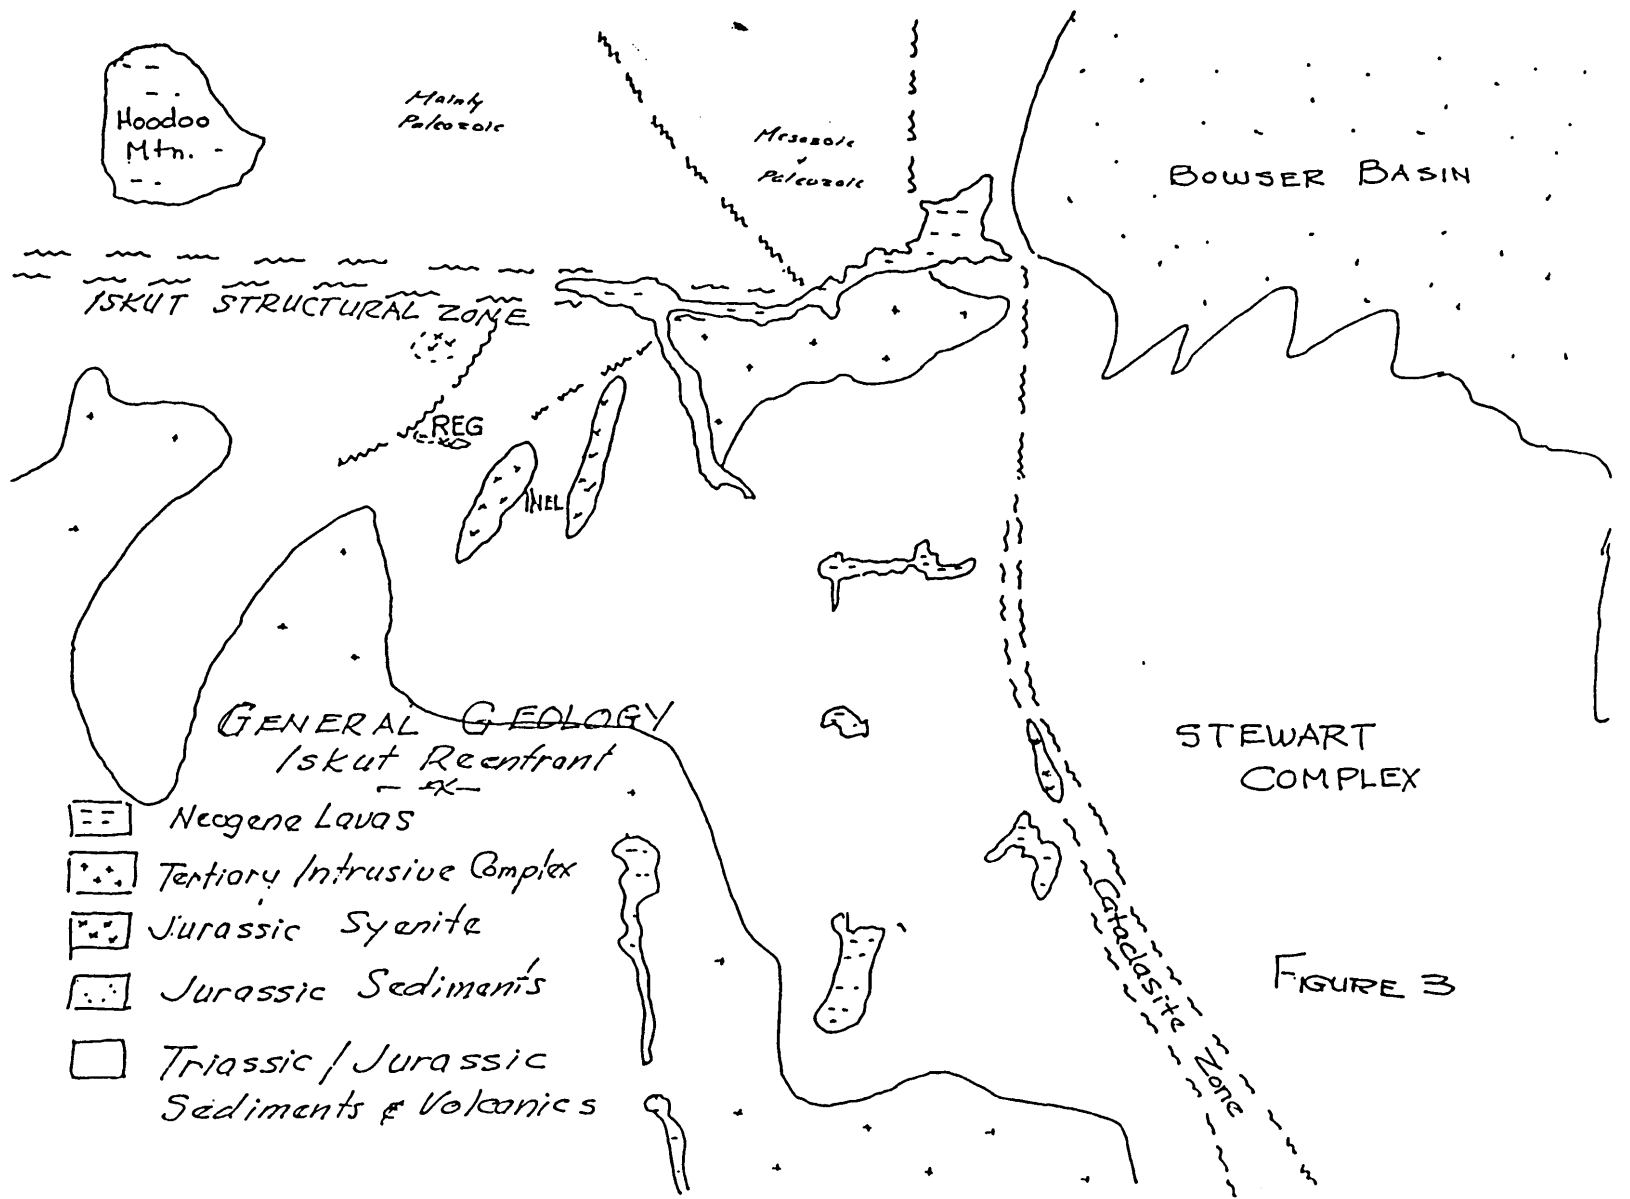 Hoodoo
Mtn.
Mainly
Paleozoic
Mesozoic
Paleozoic
BOWSER BASIN
ISKUT STRUCTURAL ZONE
REG
INEL
GENERAL GEOLOGY
Iskut Reentrant
Neogene Lavas
Tertiary Intrusive Complex
Jurassic Syenite
Jurassic Sediments
Triassic / Jurassic
Sediments & Volcanics
STEWART
COMPLEX
Cataclasite Zone
FIGURE 3